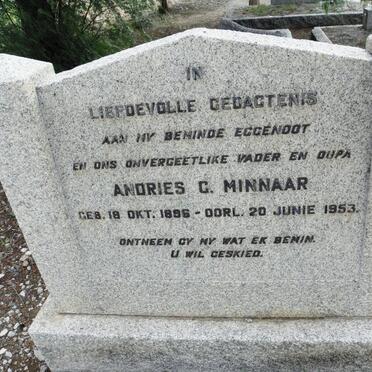 IN
LIEFDEVOLLE GEDAGTENIS
AAN MY BEMINDE EGGENOOT
EN ONS ONVERGEETLIKE VADER EN OUPA
ANDRIES G. MINNAAR
GEB. 18 OKT. 1896 - OORL. 20 JUNIE 1953.
ONTNEEM GY MY WAT EK BEMIN.
U WIL GESKIED.